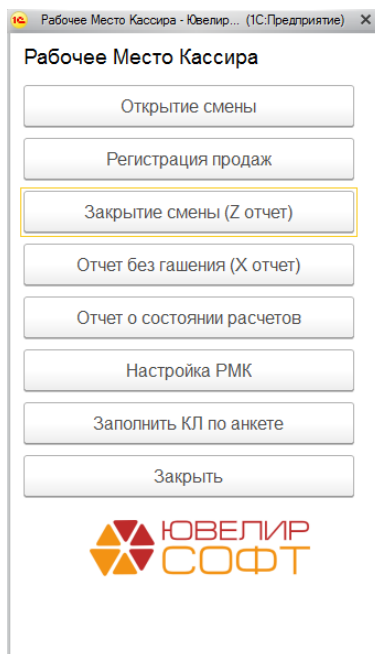 1С Рабочее Место Кассира - Ювелир... (1С:Предприятие)
Рабочее Место Кассира
Открытие смены
Регистрация продаж
Закрытие смены (Z отчет)
Отчет без гашения (X отчет)
Отчет о состоянии расчетов
Настройка РМК
Заполнить КЛ по анкете
Закрыть
ЮВЕЛИР
СОФТ